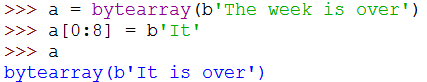 >>> a = bytearray(b'The week is over')
>>> a[0:8] = b'It'
>>> a
bytearray(b'It is over')